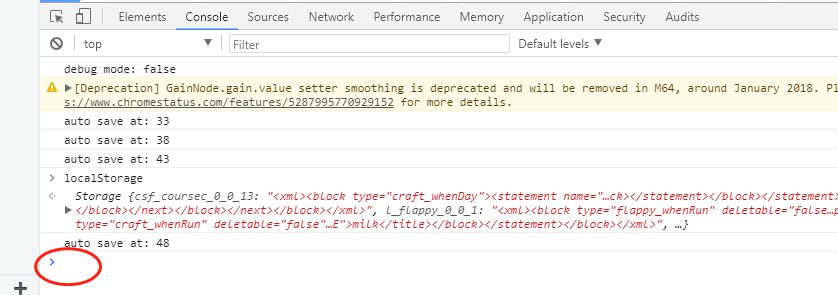 Elements Console Sources Network Performance Memory Application Security Audits
top Filter Default levels
debug mode: false
[Deprecation] GainNode.gain.value setter smoothing is deprecated and will be removed in M64, around January 2018. Pl
s://www.chromestatus.com/features/5287995770929152 for more details.
auto save at: 33
auto save at: 38
auto save at: 43
localStorage
Storage {csf_coursec_0_0_13: "<xml><block type="craft_whenDay"><statement name="…ck></statement></block></statement>
</block></next></block></next></block></xml>", l_flappy_0_0_1: "<xml><block type="flappy_whenRun" deletable="false…p
type="craft_whenRun" deletable="false"…E">milk</title></block></statement></block></xml>", …}
auto save at: 48